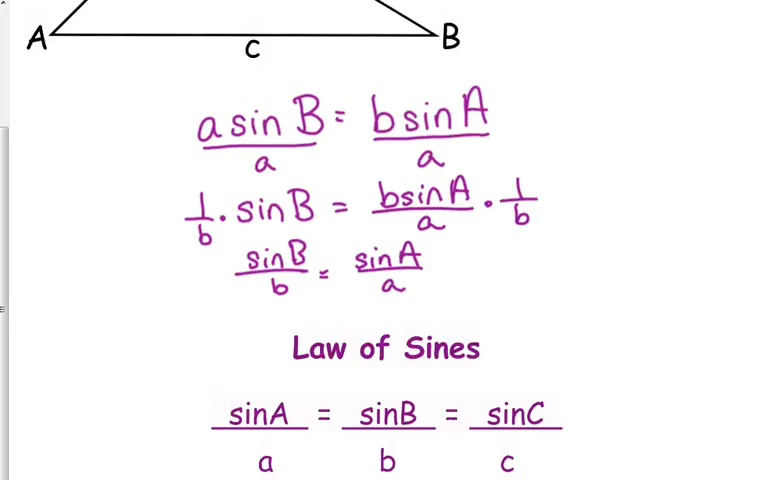 A c B
a sin B = b sin A
a a
1/b · sin B = b sin A / a · 1/b
sin B / b = sin A / a
Law of Sines
sinA = sinB = sinC
a b c